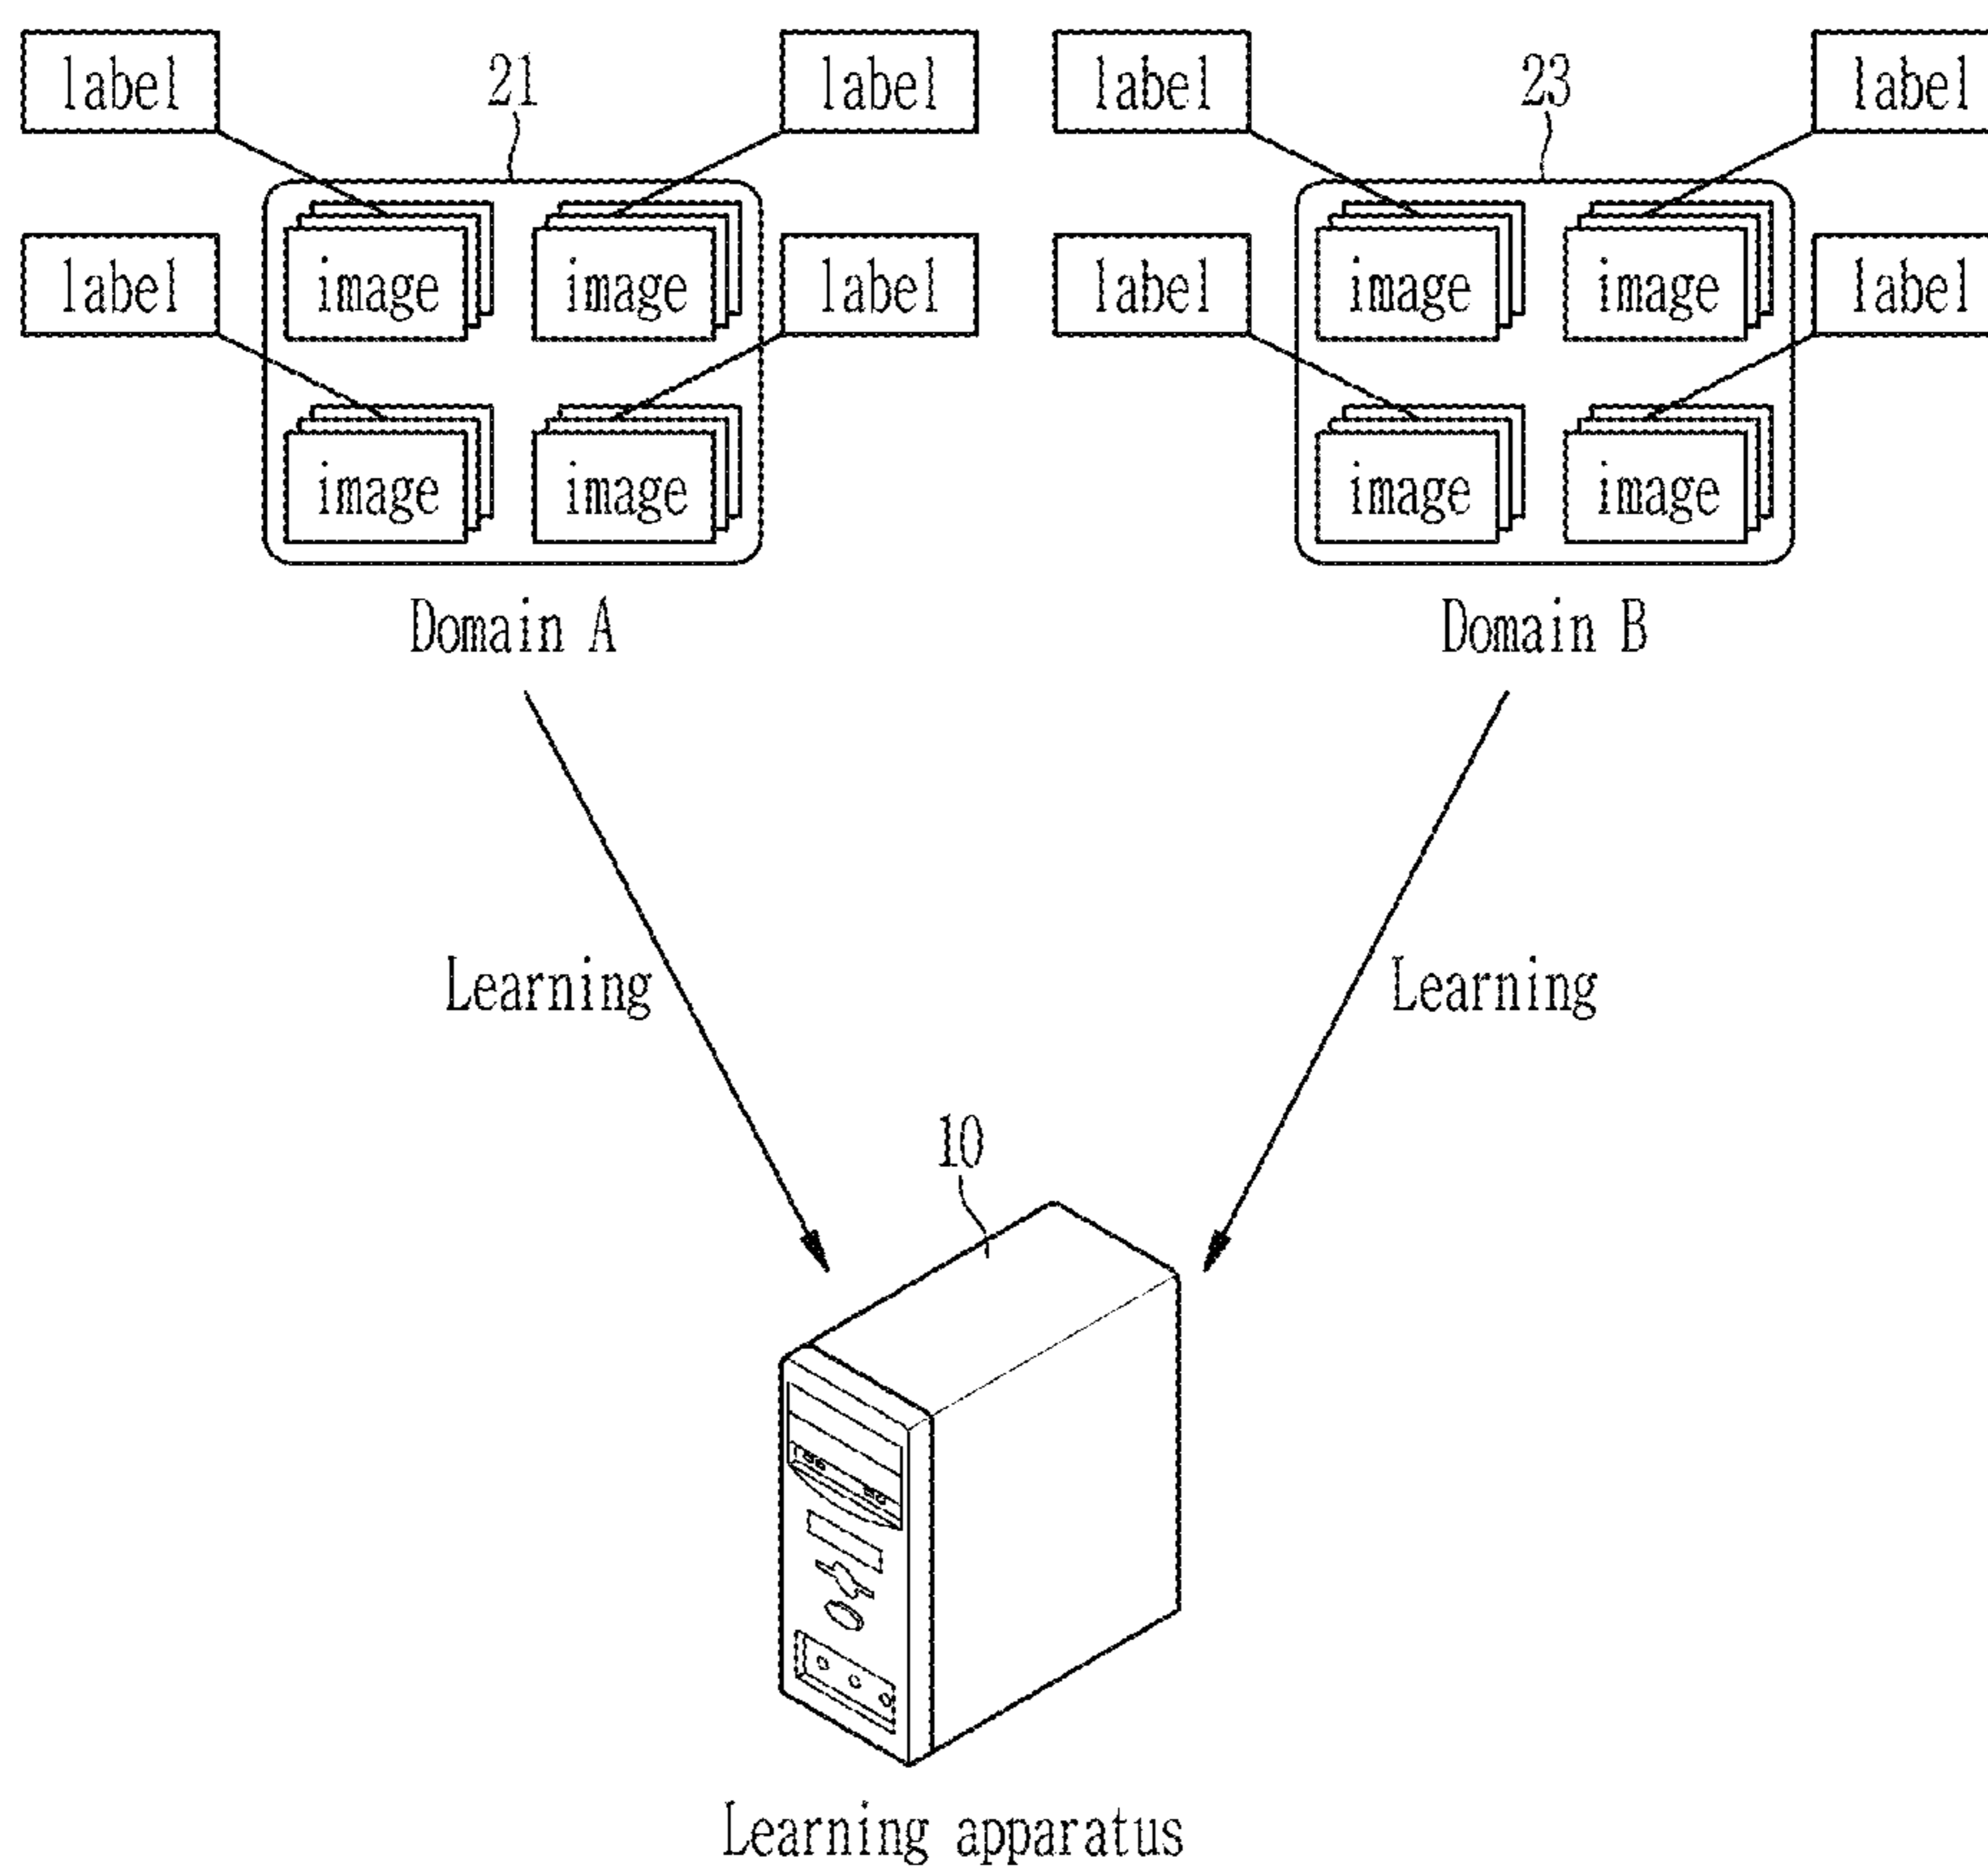 label 21 label label 23 label
label image image label label image image label
image image image image
Domain A Domain B
Learning Learning
10
Learning apparatus